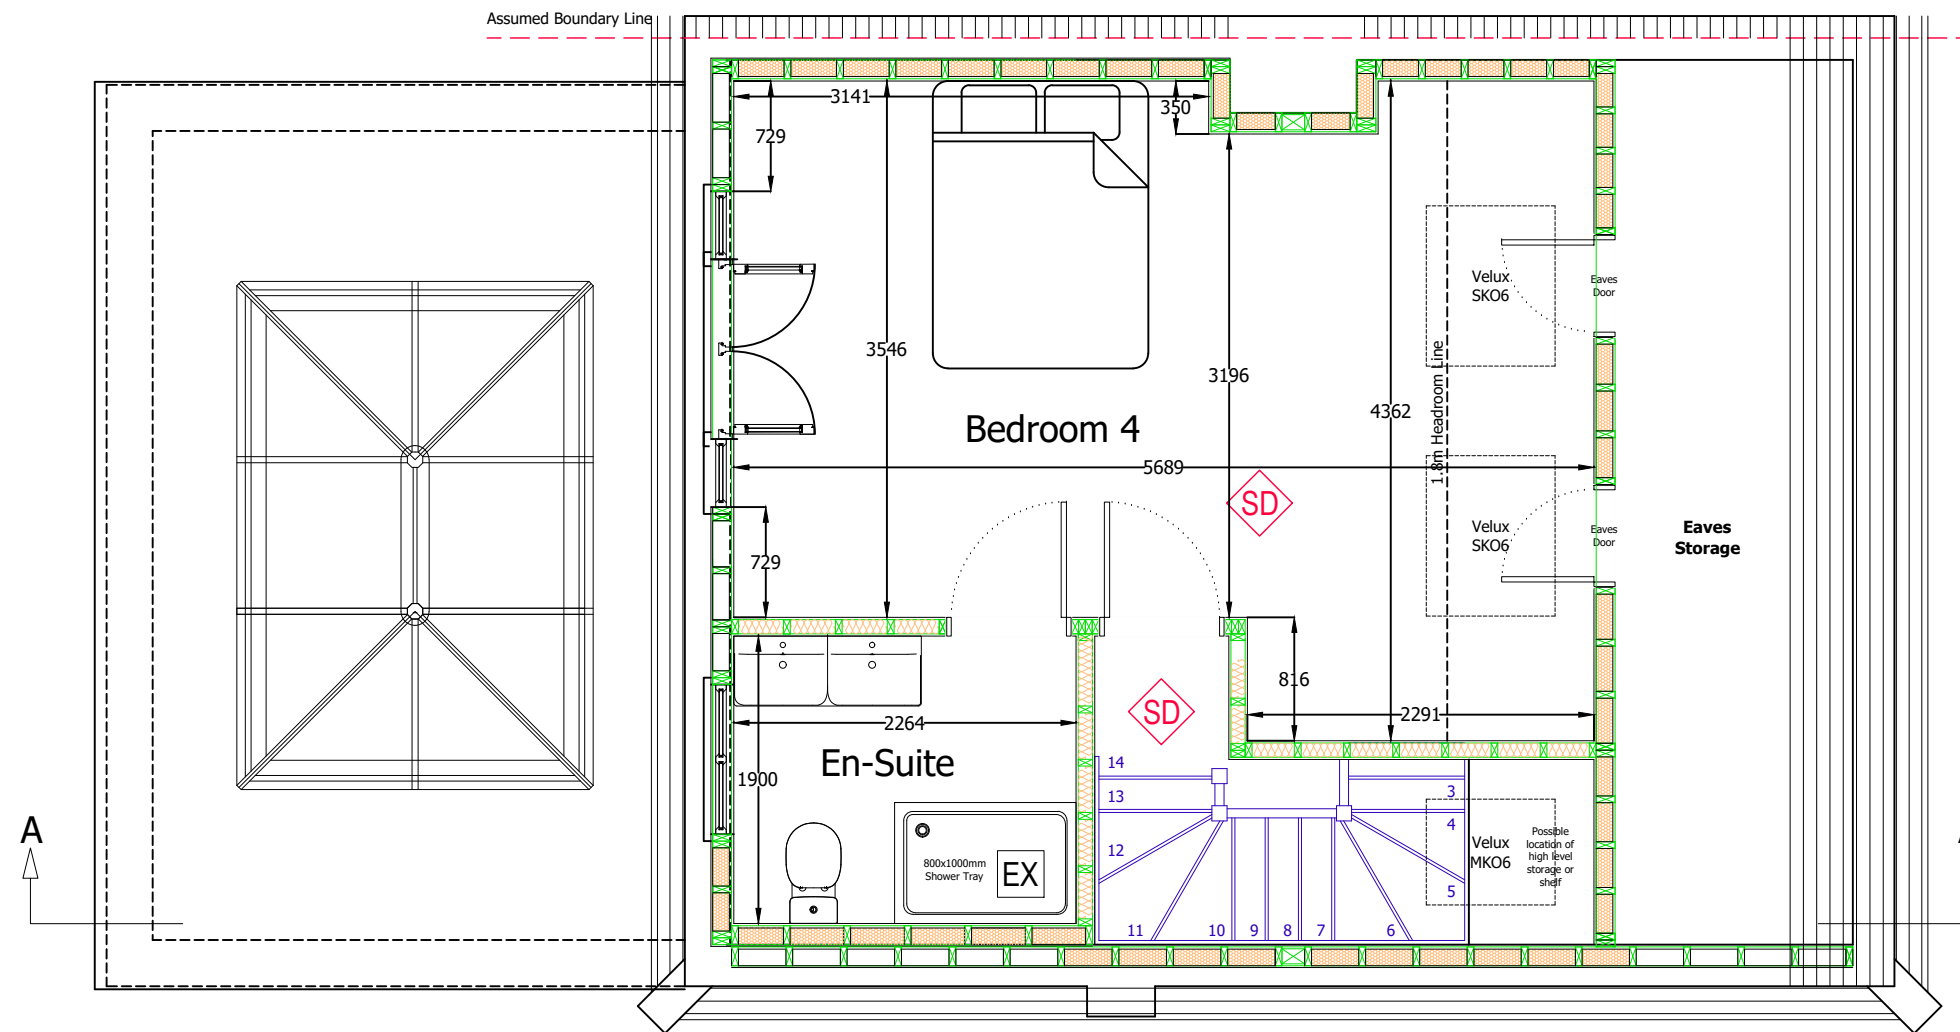 Assumed Boundary Line
3141
350
729
Velux
SKO6
Eaves
Door
3546
3196
4362
1.8m Headroom Line
Bedroom 4
5689
SD
Velux
SKO6
Eaves
Door
Eaves
Storage
729
816
SD
2291
2264
En-Suite
1900
14
13
12
11
10
9
8
7
6
5
4
3
Velux
MKO6
Possible
location of
high level
storage or
shelf
800x1000mm
Shower Tray
EX
A